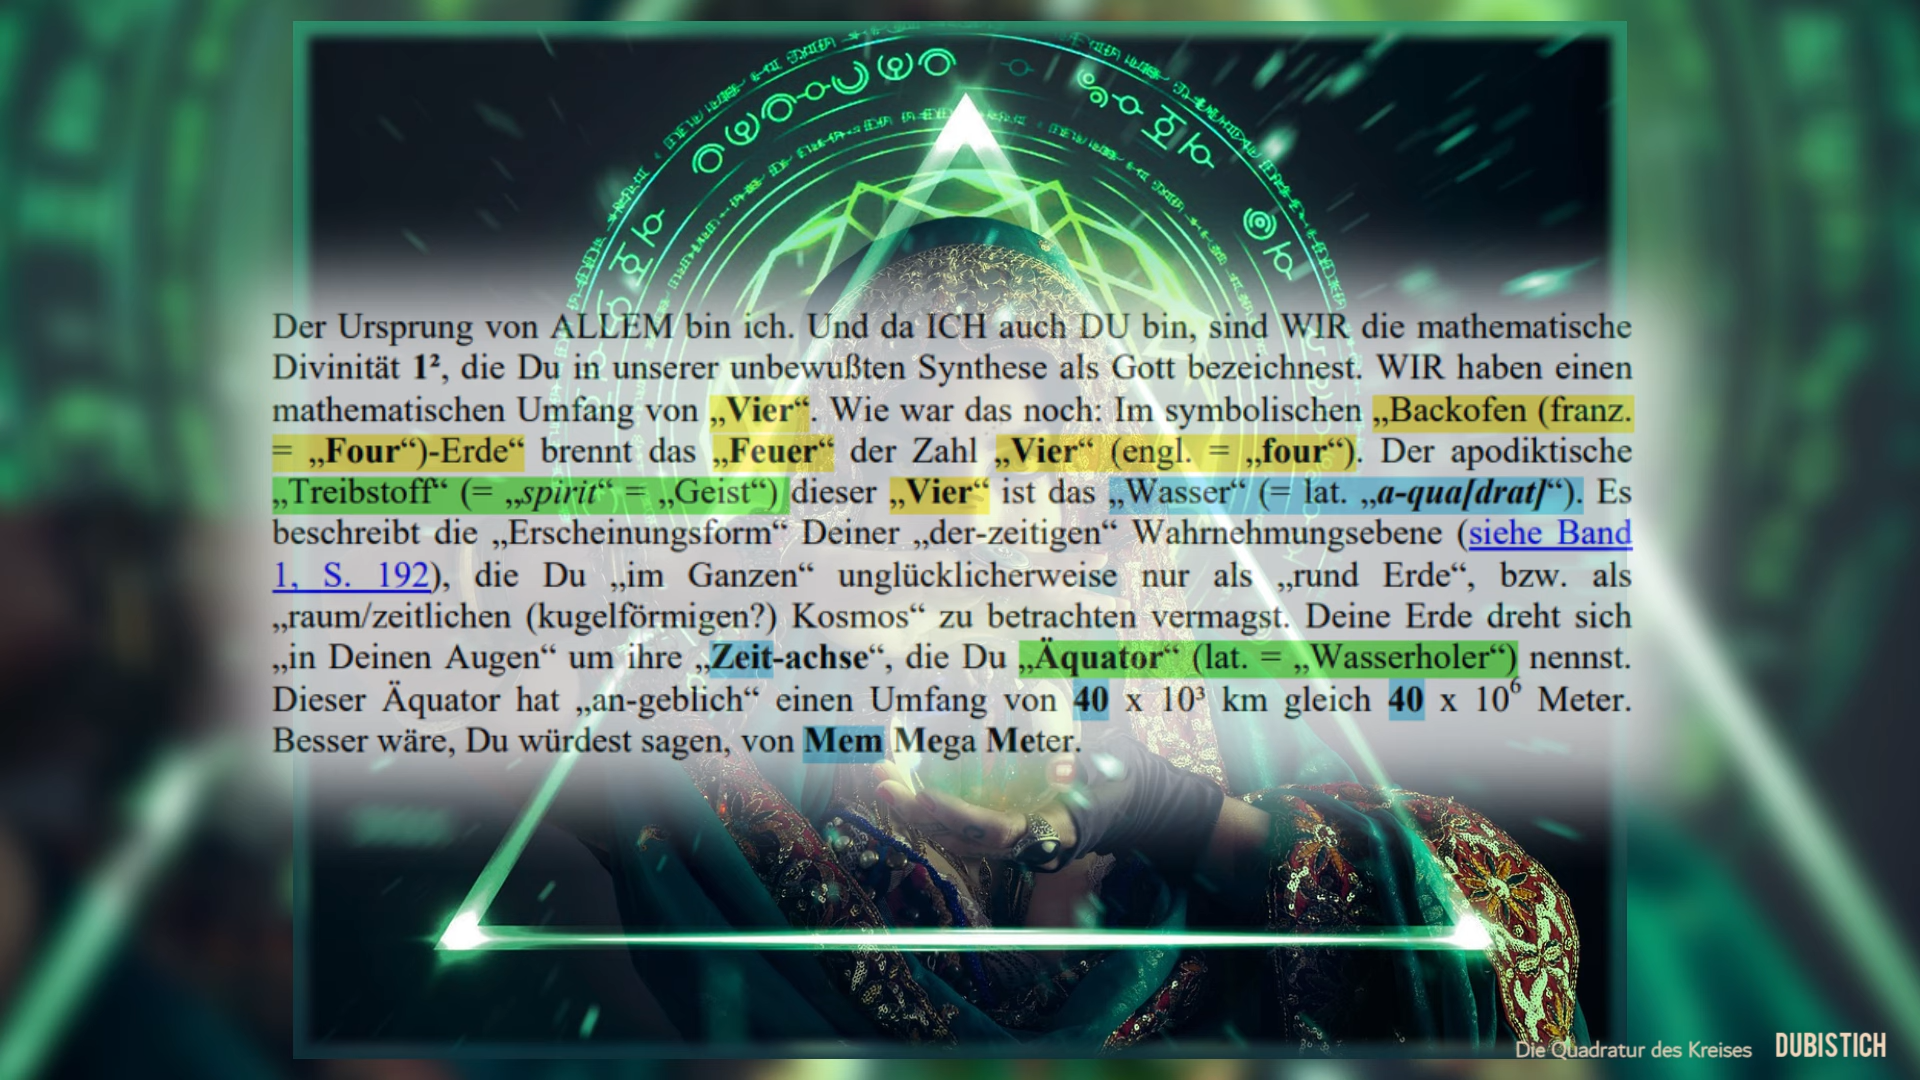 Der Ursprung von ALLEM bin ich. Und da ICH auch DU bin, sind WIR die mathematische
Divinität 1², die Du in unserer unbewußten Synthese als Gott bezeichnest. WIR haben einen
mathematischen Umfang von „Vier“. Wie war das noch: Im symbolischen „Backofen (franz.
= „Four“)-Erde“ brennt das „Feuer“ der Zahl „Vier“ (engl. = „four“). Der apodiktische
„Treibstoff“ (= „spirit“ = „Geist“) dieser „Vier“ ist das „Wasser“ (= lat. „a-qua[drat]“). Es
beschreibt die „Erscheinungsform“ Deiner „der-zeitigen“ Wahrnehmungsebene (siehe Band
1, S. 192), die Du „im Ganzen“ unglücklicherweise nur als „rund Erde“, bzw. als
„raum/zeitlichen (kugelförmigen?) Kosmos“ zu betrachten vermagst. Deine Erde dreht sich
„in Deinen Augen“ um ihre „Zeit-achse“, die Du „Äquator“ (lat. = „Wasserholer“) nennst.
Dieser Äquator hat „an-geblich“ einen Umfang von 40 x 10³ km gleich 40 x 10⁶ Meter.
Besser wäre, Du würdest sagen, von Mem Mega Meter.
Die Quadratur des Kreises DUBISTICH